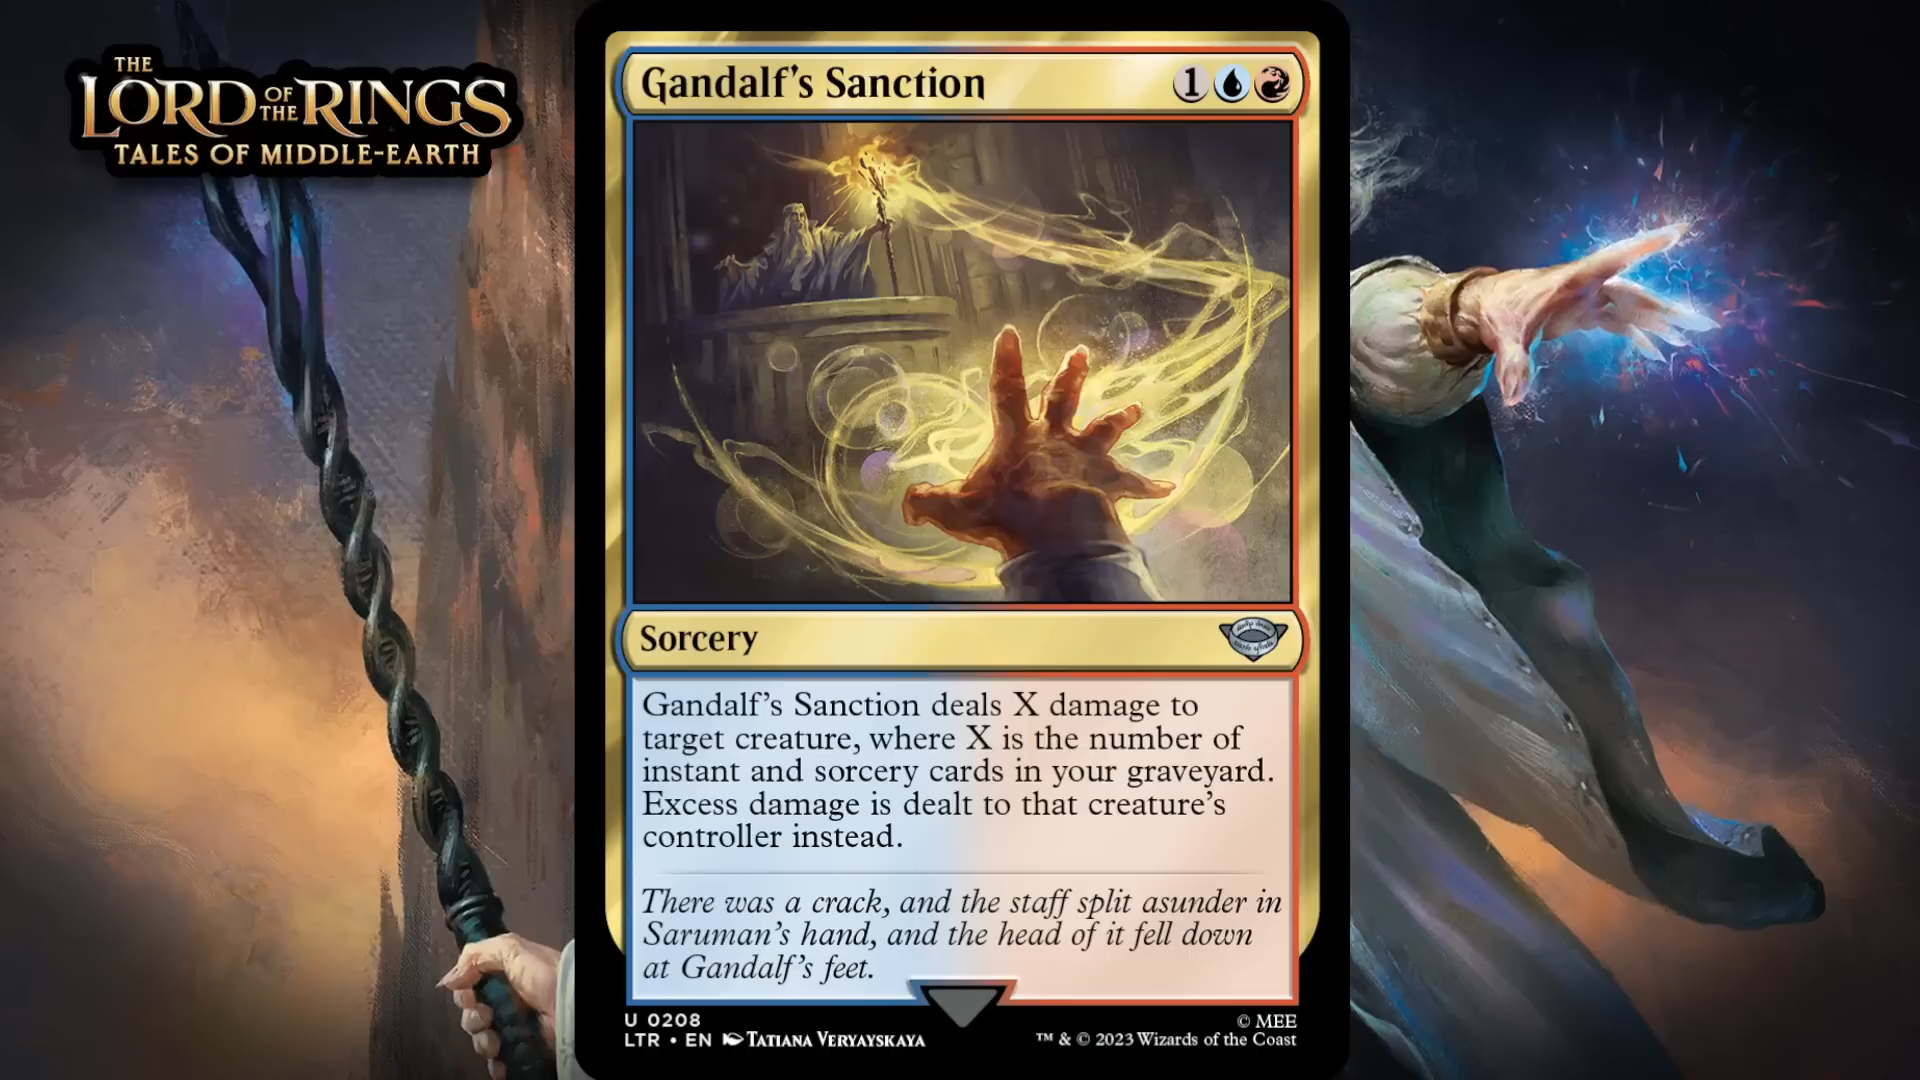 THE
LORD OF THE RINGS
TALES OF MIDDLE-EARTH
Gandalf's Sanction 1
Sorcery
Gandalf's Sanction deals X damage to
target creature, where X is the number of
instant and sorcery cards in your graveyard.
Excess damage is dealt to that creature's
controller instead.
There was a crack, and the staff split asunder in
Saruman's hand, and the head of it fell down
at Gandalf's feet.
U 0208
LTR • EN TATIANA VERYAYSKAYA
© MEE
™ & © 2023 Wizards of the Coast